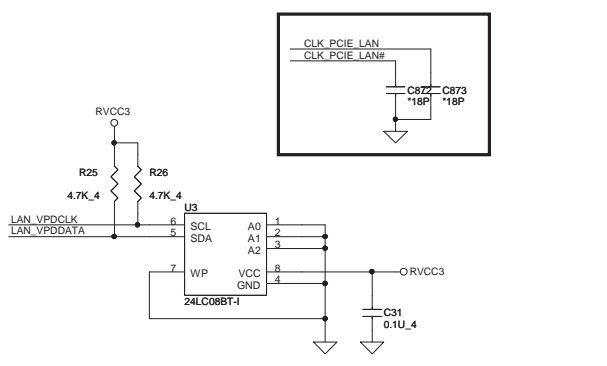 CLK_PCIE_LAN
CLK_PCIE_LAN#
C872 C873
*18P *18P
RVCC3
R25 R26
4.7K_4 4.7K_4
U3
LAN_VPDCLK 6 SCL A0 1
LAN_VPDDATA 5 SDA A1 2
A2 3
7 WP VCC 8 RVCC3
GND 4
24LC08BT-I
C31
0.1U_4